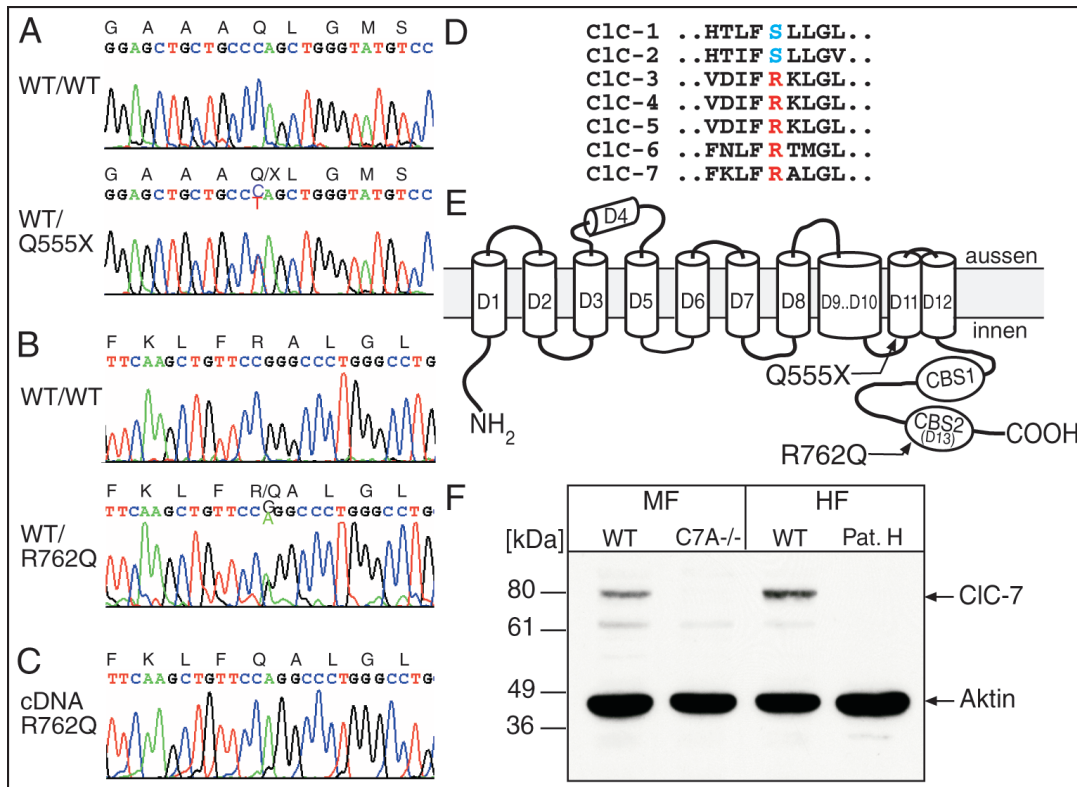 A
G A A A Q L G M S
GGAGCTGCTGCCCAGCTGGGTATGTCC
WT/WT
G A A A Q/X L G M S
GGAGCTGCTGCCCAGCTGGGTATGTCC
T
WT/
Q555X
B
F K L F R A L G L
TTCAAGCTGTTCCGGGCCCTGGGCCTG
WT/WT
F K L F R/Q A L G L
TTCAAGCTGTTCCGGGCCCTGGGCCTG
A
WT/
R762Q
C
F K L F Q A L G L
TTCAAGCTGTTCCAGGCCCTGGGCCTG
cDNA
R762Q
D
ClC-1 ..HTLFSLLGL..
ClC-2 ..HTIFSLLGV..
ClC-3 ..VDIFRKLGL..
ClC-4 ..VDIFRKLGL..
ClC-5 ..VDIFRKLGL..
ClC-6 ..FNLFRTMGL..
ClC-7 ..FKLFRALGL..
E
D4
aussen
D1 D2 D3 D5 D6 D7 D8 D9..D10 D11 D12
innen
Q555X
CBS1
NH2
CBS2
(D13)
COOH
R762Q
F
MF HF
[kDa] WT C7A-/- WT Pat. H
80
ClC-7
61
49
Aktin
36